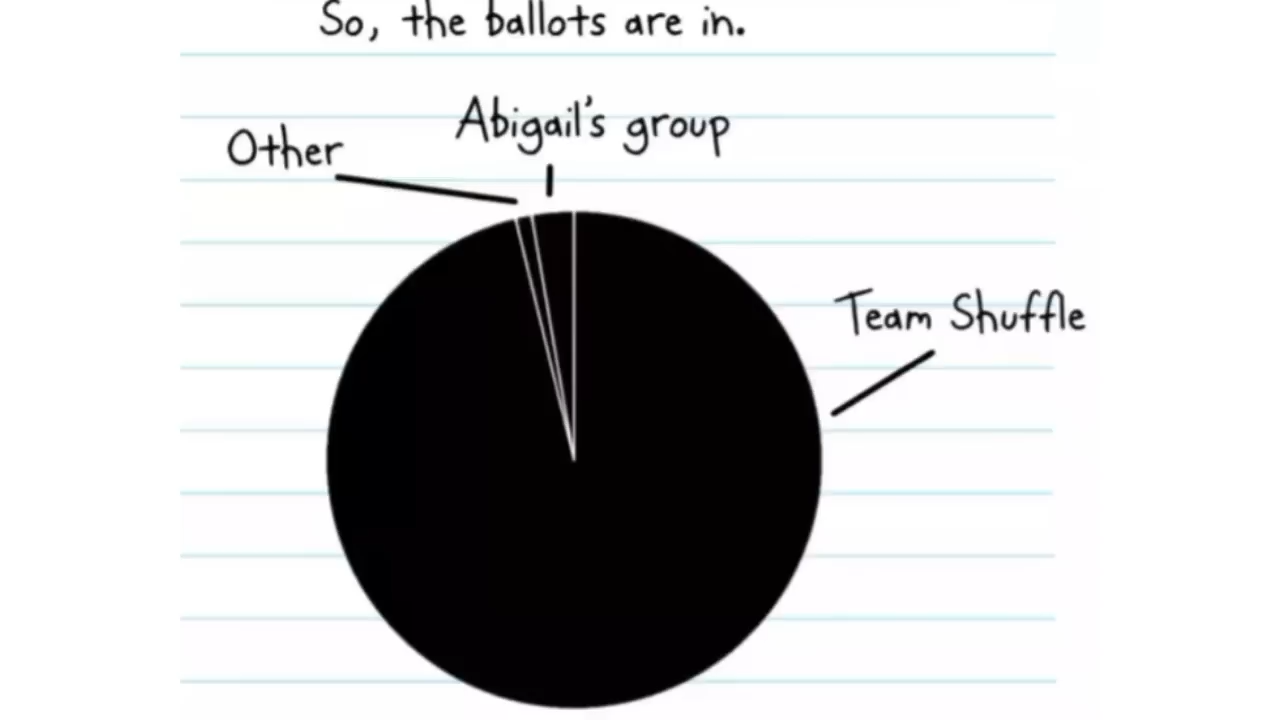 So, the ballots are in.
Abigail's group
Other
Team Shuffle